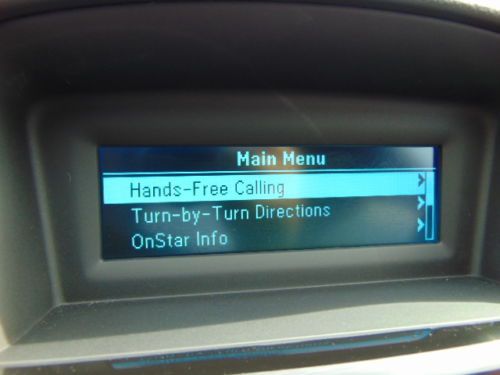 Main Menu
Hands-Free Calling
Turn-by-Turn Directions
OnStar Info